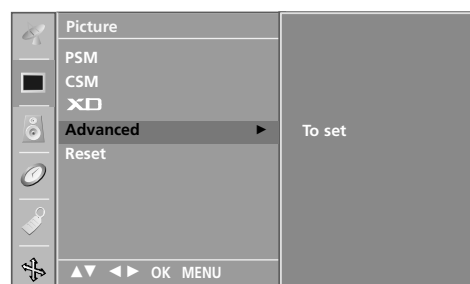 Picture
PSM
CSM
XD
Advanced ►
To set
Reset
▲▼ ◄► OK MENU